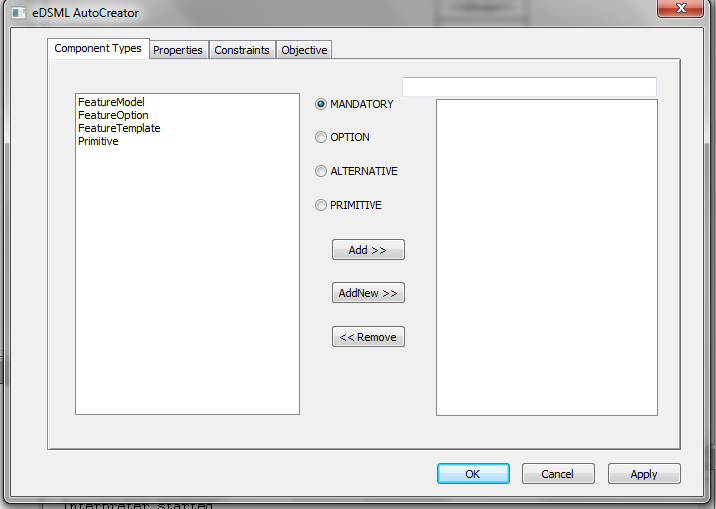 eDSML AutoCreator
Component Types Properties Constraints Objective
FeatureModel
FeatureOption
FeatureTemplate
Primitive
MANDATORY
OPTION
ALTERNATIVE
PRIMITIVE
Add >>
AddNew >>
<< Remove
OK Cancel Apply
Interpreter started